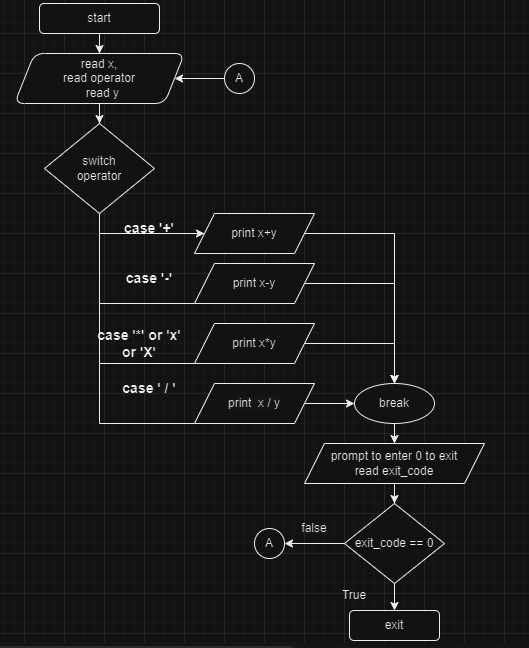 start
read x,
read operator
read y
A
switch
operator
case '+'
print x+y
case '-'
print x-y
case '*' or 'x'
or 'X'
print x*y
case ' / '
print x / y
break
prompt to enter 0 to exit
read exit_code
exit_code == 0
false
A
True
exit